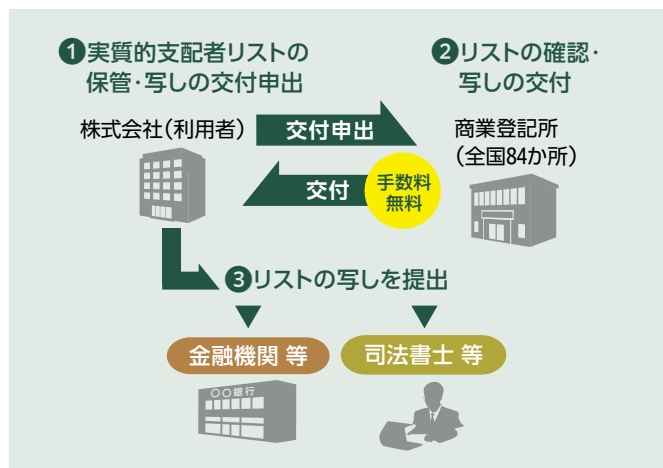 ❶実質的支配者リストの
保管・写しの交付申出
❷リストの確認・
写しの交付
株式会社(利用者)
交付申出
商業登記所
(全国84か所)
交付
手数料
無料
❸リストの写しを提出
金融機関 等
司法書士 等
〇〇銀行